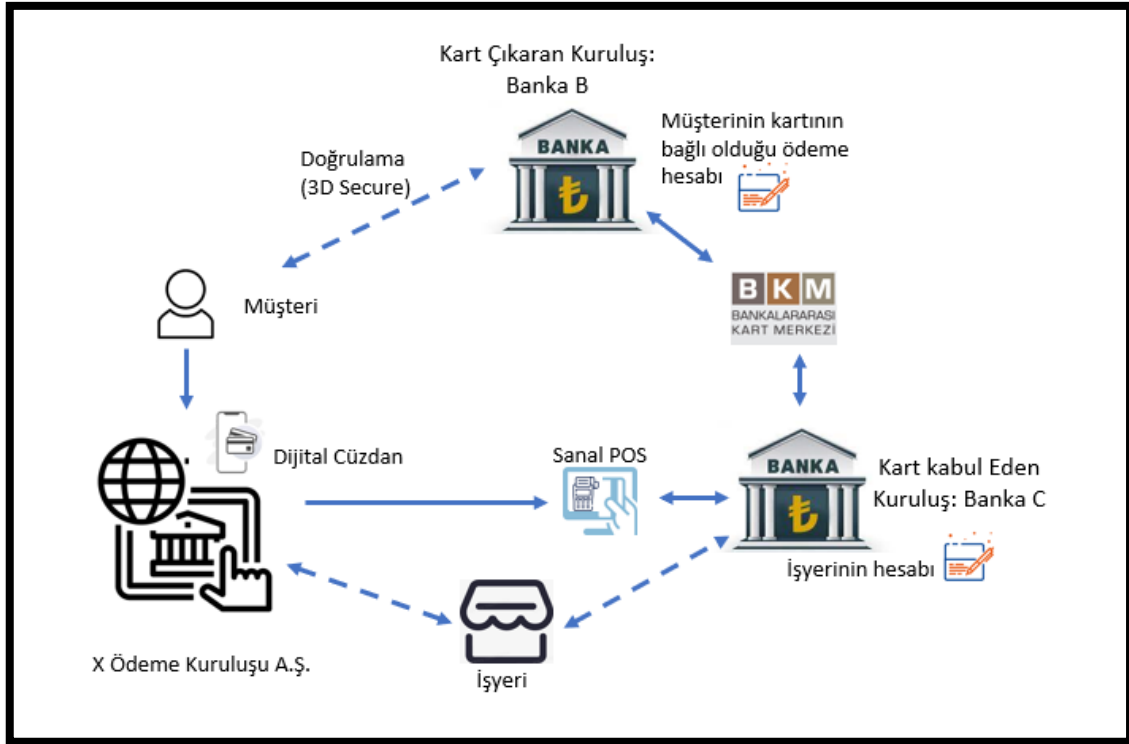 Kart Çıkaran Kuruluş:
Banka B
BANKA
Müşterinin kartının
bağlı olduğu ödeme
hesabı
Doğrulama
(3D Secure)
Müşteri
BKM
BANKALARARASI
KART MERKEZİ
Dijital Cüzdan
Sanal POS
BANKA
Kart kabul Eden
Kuruluş: Banka C
İşyerinin hesabı
X Ödeme Kuruluşu A.Ş.
İşyeri